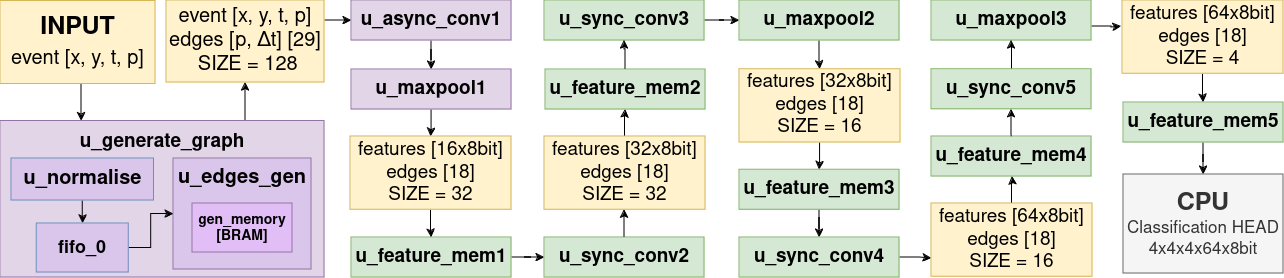 INPUT
event [x, y, t, p]
u_generate_graph
u_normalise
fifo_0
u_edges_gen
gen_memory
[BRAM]
event [x, y, t, p]
edges [p, Δt] [29]
SIZE = 128
u_async_conv1
u_maxpool1
features [16x8bit]
edges [18]
SIZE = 32
u_feature_mem1
u_sync_conv2
features [32x8bit]
edges [18]
SIZE = 32
u_feature_mem2
u_sync_conv3
u_maxpool2
features [32x8bit]
edges [18]
SIZE = 16
u_feature_mem3
u_sync_conv4
features [64x8bit]
edges [18]
SIZE = 16
u_feature_mem4
u_sync_conv5
u_maxpool3
features [64x8bit]
edges [18]
SIZE = 4
u_feature_mem5
CPU
Classification HEAD
4x4x4x64x8bit